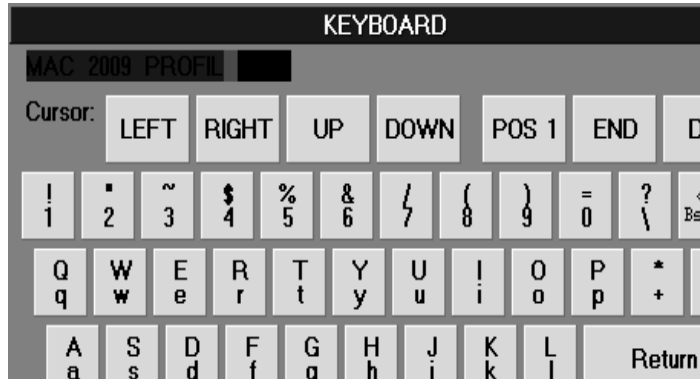 KEYBOARD
MAC 2009 PROFIL
Cursor: LEFT RIGHT UP DOWN POS 1 END
! " ~ $ % & / ( ) = ?
1 2 3 4 5 6 7 8 9 0 \
Q W E R T Y U I O P *
q w e r t y u i o p +
A S D F G H J K L Return
a s d f g h j k l